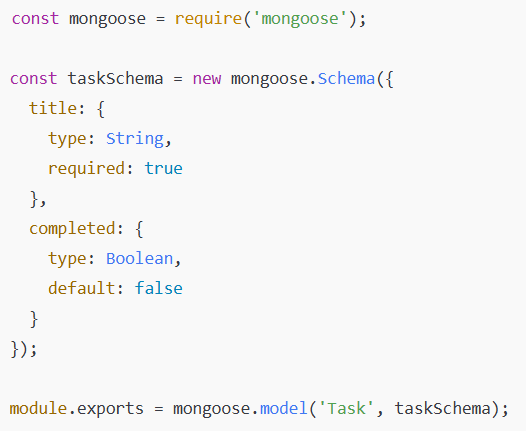 const mongoose = require('mongoose');

const taskSchema = new mongoose.Schema({
  title: {
    type: String,
    required: true
  },
  completed: {
    type: Boolean,
    default: false
  }
});

module.exports = mongoose.model('Task', taskSchema);